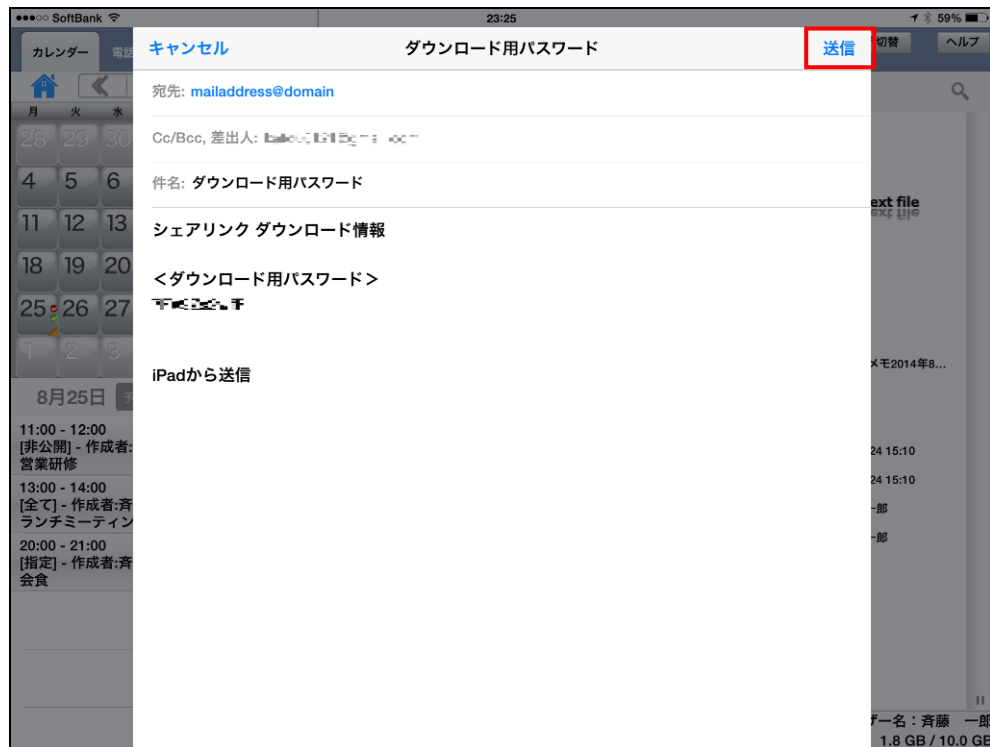 SoftBank 23:25 59%
カレンダー 電話
キャンセル ダウンロード用パスワード 送信
切替 ヘルプ
宛先: mailaddress@domain
月 火 水
Cc/Bcc, 差出人:
28 29 30
件名: ダウンロード用パスワード
4 5 6
ext file
シェアリンク ダウンロード情報
11 12 13
18 19 20
<ダウンロード用パスワード>
25 26 27
1 2 3
メモ2014年8...
iPadから送信
8月25日
11:00 - 12:00
[非公開] - 作成者:
営業研修
24 15:10
13:00 - 14:00
[全て] - 作成者:斉
ランチミーティン
24 15:10
一郎
20:00 - 21:00
[指定] - 作成者:斉
会食
一郎
ザー名：斉藤 一郎
1.8 GB / 10.0 GB